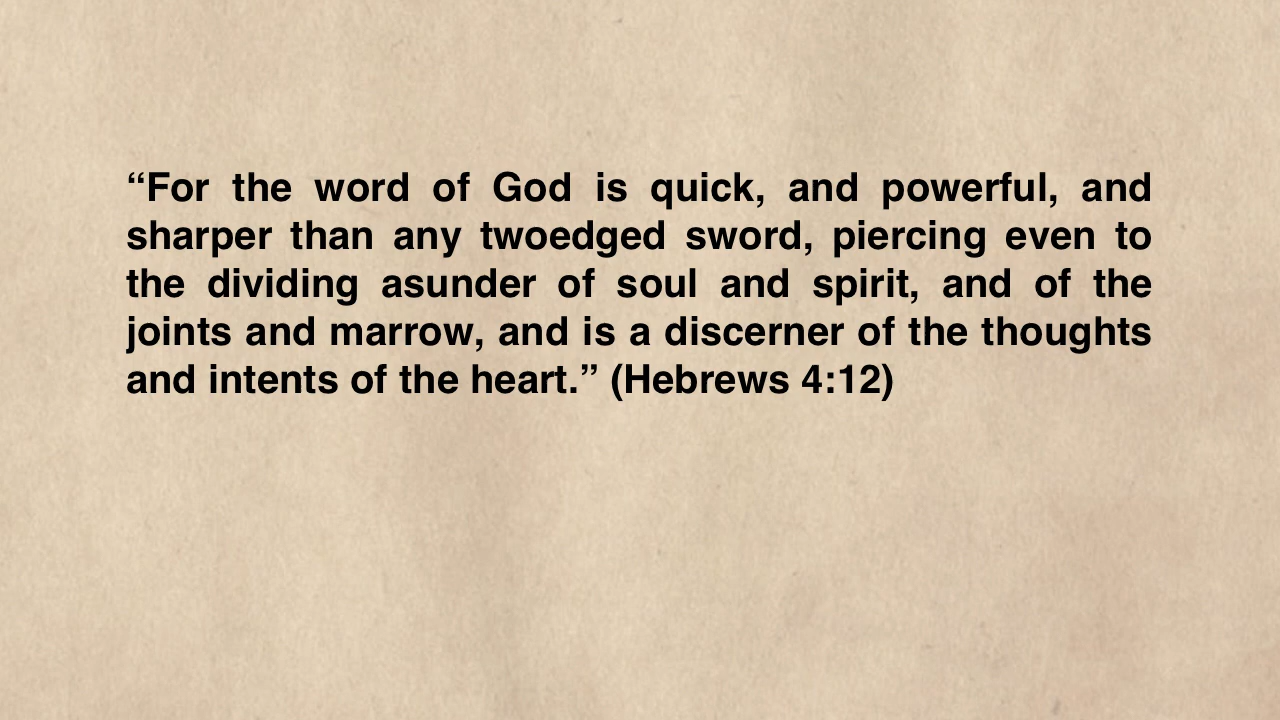 “For the word of God is quick, and powerful, and
sharper than any twoedged sword, piercing even to
the dividing asunder of soul and spirit, and of the
joints and marrow, and is a discerner of the thoughts
and intents of the heart.” (Hebrews 4:12)